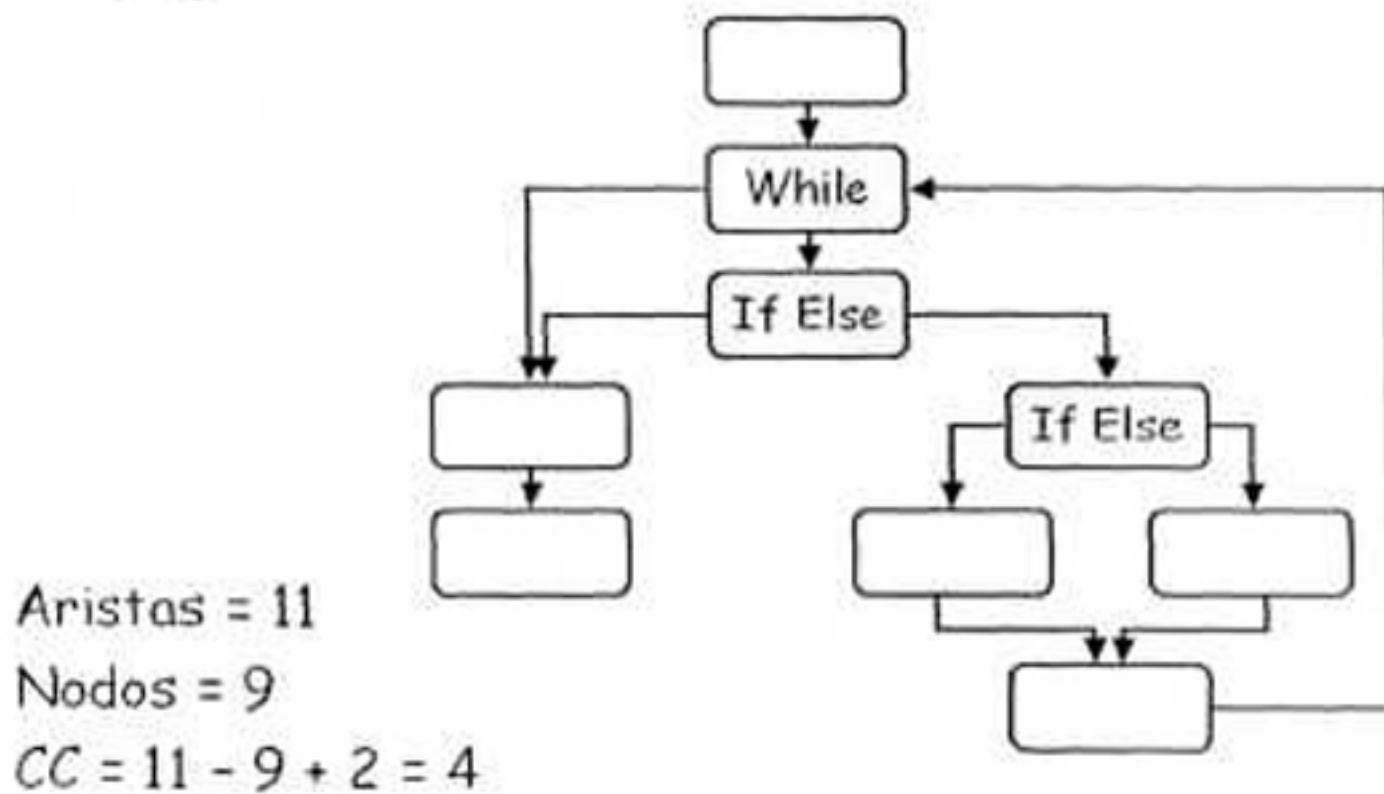 While
If Else
If Else
Aristas = 11
Nodos = 9
CC = 11 - 9 + 2 = 4